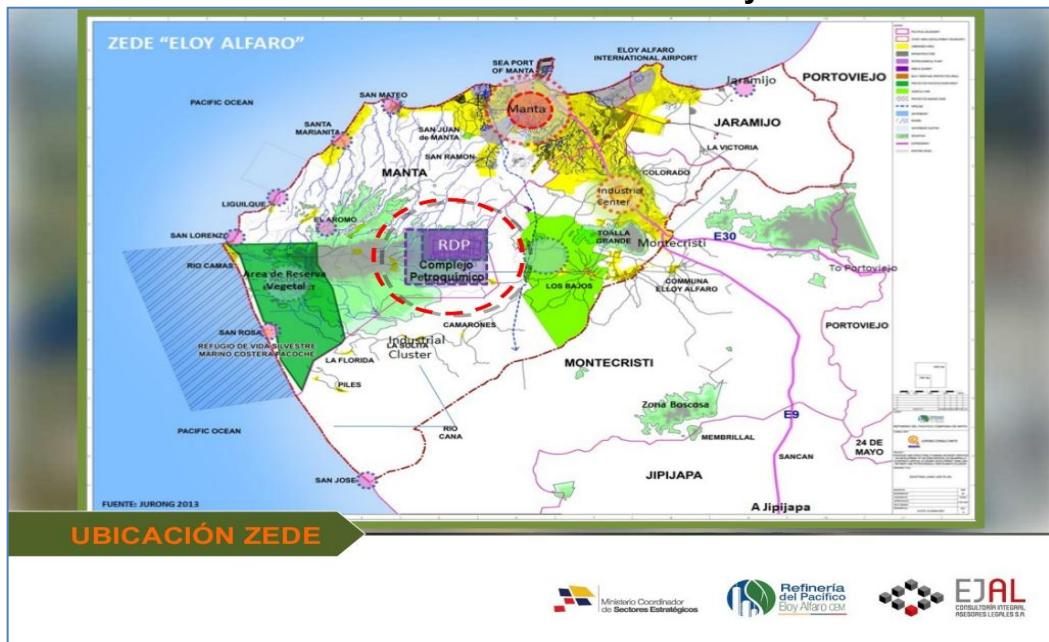 ZEDE "ELOY ALFARO"
SEA PORT
OF MANTA
ELOY ALFARO
INTERNATIONAL AIRPORT
PORTOVIEJO
Jaramijo
PACIFIC OCEAN
SAN MATEO
Manta
JARAMIJO
SANTA
MARIANITA
SAN JUAN
de MANTA
LA VICTORIA
SAN RAMON
MANTA
COLORADO
Industrial
Center
LIGUILQUE
EL AROMO
TOALLA
GRANDE
Montecristi
E30
SAN LORENZO
RDP
Complejo
Petroquímico
To Portoviejo
RIO CAMAS
Area de Reserva
Vegetal
LOS BAJOS
COMMUNA
ELLOY ALFARO
SAN ROSA
CAMARONES
PORTOVIEJO
REFUGIO DE VIDA SILVESTRE
MARINO COSTERA PACOCHE
LA SOLITA
Industrial
Cluster
LA FLORIDA
MONTECRISTI
PILES
Zona Boscosa
E9
PACIFIC OCEAN
RIO
CANA
MEMBRILLAL
24 DE
MAYO
SANCAN
JIPIJAPA
SAN JOSE
FUENTE: JURONG 2013
A Jipijapa
UBICACIÓN ZEDE
Ministerio Coordinador
de Sectores Estratégicos
Refinería
del Pacífico
Eloy Alfaro CEM
EJAL
CONSULTORÍA INTEGRAL
ASESORES LEGALES S.A.